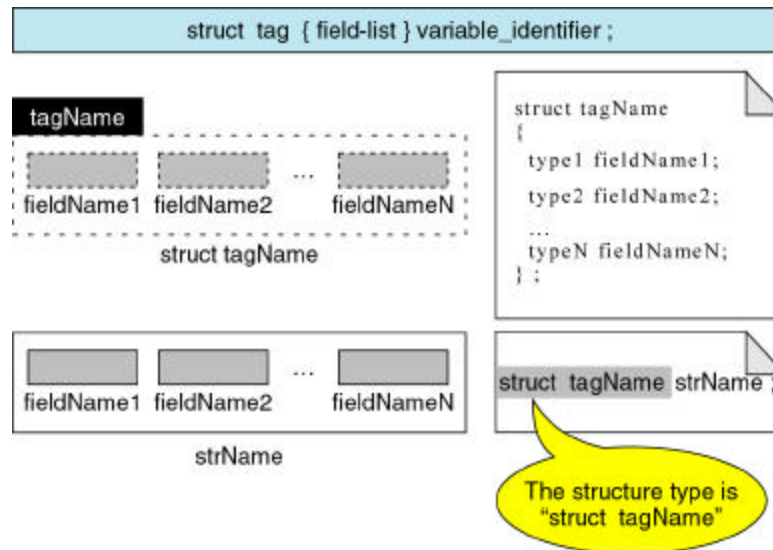 struct tag { field-list } variable_identifier ;
tagName
fieldName1 fieldName2 ... fieldNameN
struct tagName
struct tagName
{
type1 fieldName1;
type2 fieldName2;
...
typeN fieldNameN;
} ;
fieldName1 fieldName2 ... fieldNameN
strName
struct tagName strName ;
The structure type is
“struct tagName”